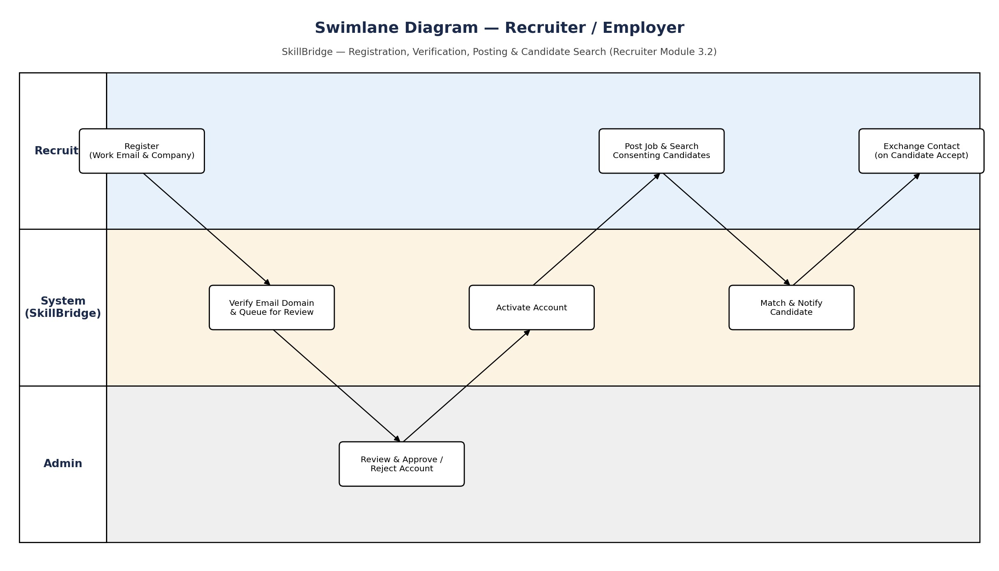 Swimlane Diagram — Recruiter / Employer
SkillBridge — Registration, Verification, Posting & Candidate Search (Recruiter Module 3.2)
Recruit
Register
(Work Email & Company)
Post Job & Search
Consenting Candidates
Exchange Contact
(on Candidate Accept)
System
(SkillBridge)
Verify Email Domain
& Queue for Review
Activate Account
Match & Notify
Candidate
Admin
Review & Approve /
Reject Account